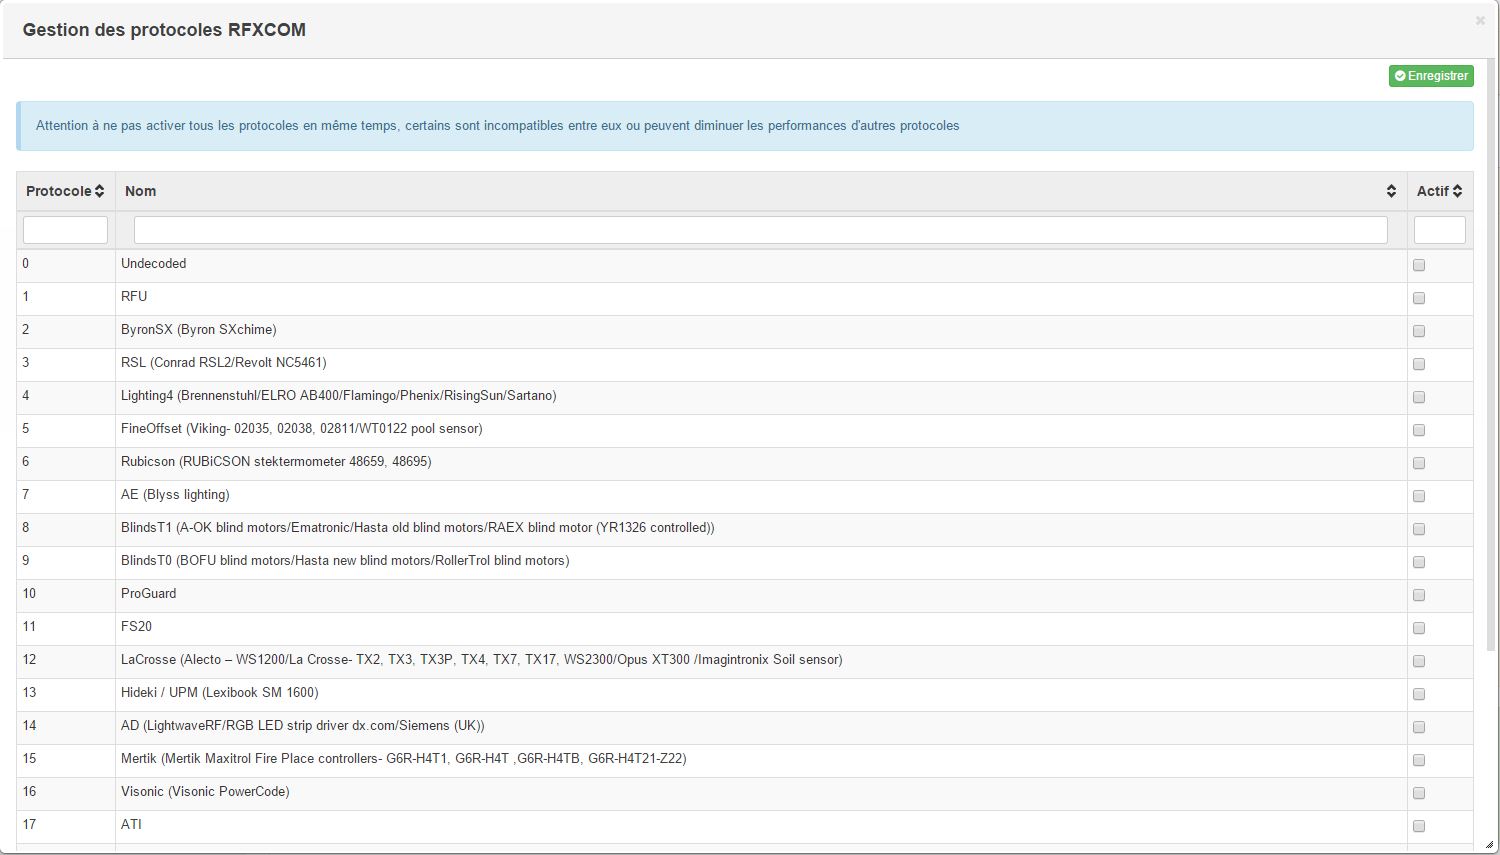 Gestion des protocoles RFXCOM
×
Enregistrer
Attention à ne pas activer tous les protocoles en même temps, certains sont incompatibles entre eux ou peuvent diminuer les performances d'autres protocoles
Protocole Nom Actif
0 Undecoded
1 RFU
2 ByronSX (Byron SXchime)
3 RSL (Conrad RSL2/Revolt NC5461)
4 Lighting4 (Brennenstuhl/ELRO AB400/Flamingo/Phenix/RisingSun/Sartano)
5 FineOffset (Viking- 02035, 02038, 02811/WT0122 pool sensor)
6 Rubicson (RUBiCSON stektermometer 48659, 48695)
7 AE (Blyss lighting)
8 BlindsT1 (A-OK blind motors/Ematronic/Hasta old blind motors/RAEX blind motor (YR1326 controlled))
9 BlindsT0 (BOFU blind motors/Hasta new blind motors/RollerTrol blind motors)
10 ProGuard
11 FS20
12 LaCrosse (Alecto – WS1200/La Crosse- TX2, TX3, TX3P, TX4, TX7, TX17, WS2300/Opus XT300 /Imagintronix Soil sensor)
13 Hideki / UPM (Lexibook SM 1600)
14 AD (LightwaveRF/RGB LED strip driver dx.com/Siemens (UK))
15 Mertik (Mertik Maxitrol Fire Place controllers- G6R-H4T1, G6R-H4T ,G6R-H4TB, G6R-H4T21-Z22)
16 Visonic (Visonic PowerCode)
17 ATI